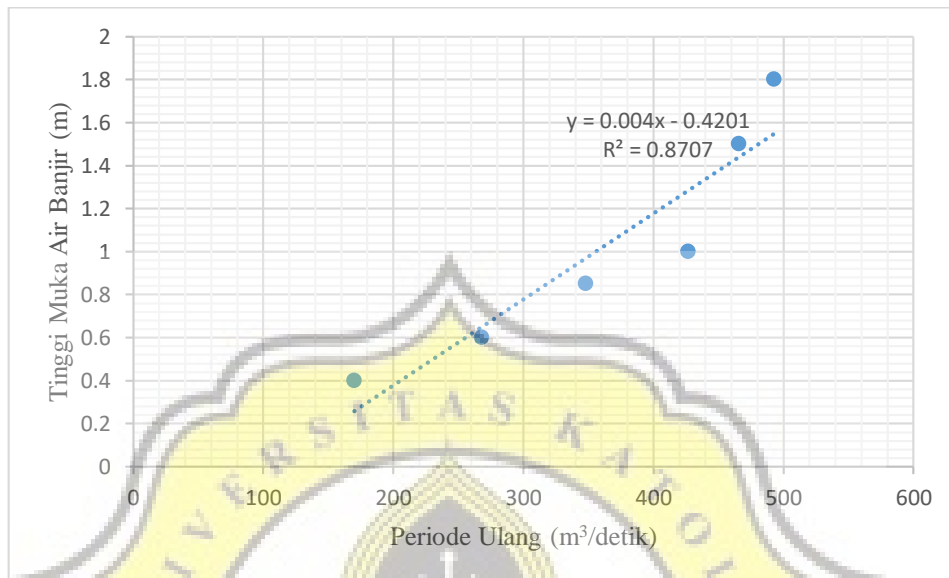 2
1.8
1.6
1.4
1.2
1
0.8
0.6
0.4
0.2
0
Tinggi Muka Air Banjir (m)
y = 0.004x - 0.4201
R² = 0.8707
0 100 200 300 400 500 600
Periode Ulang (m³/detik)
IVERSITAS KATOL